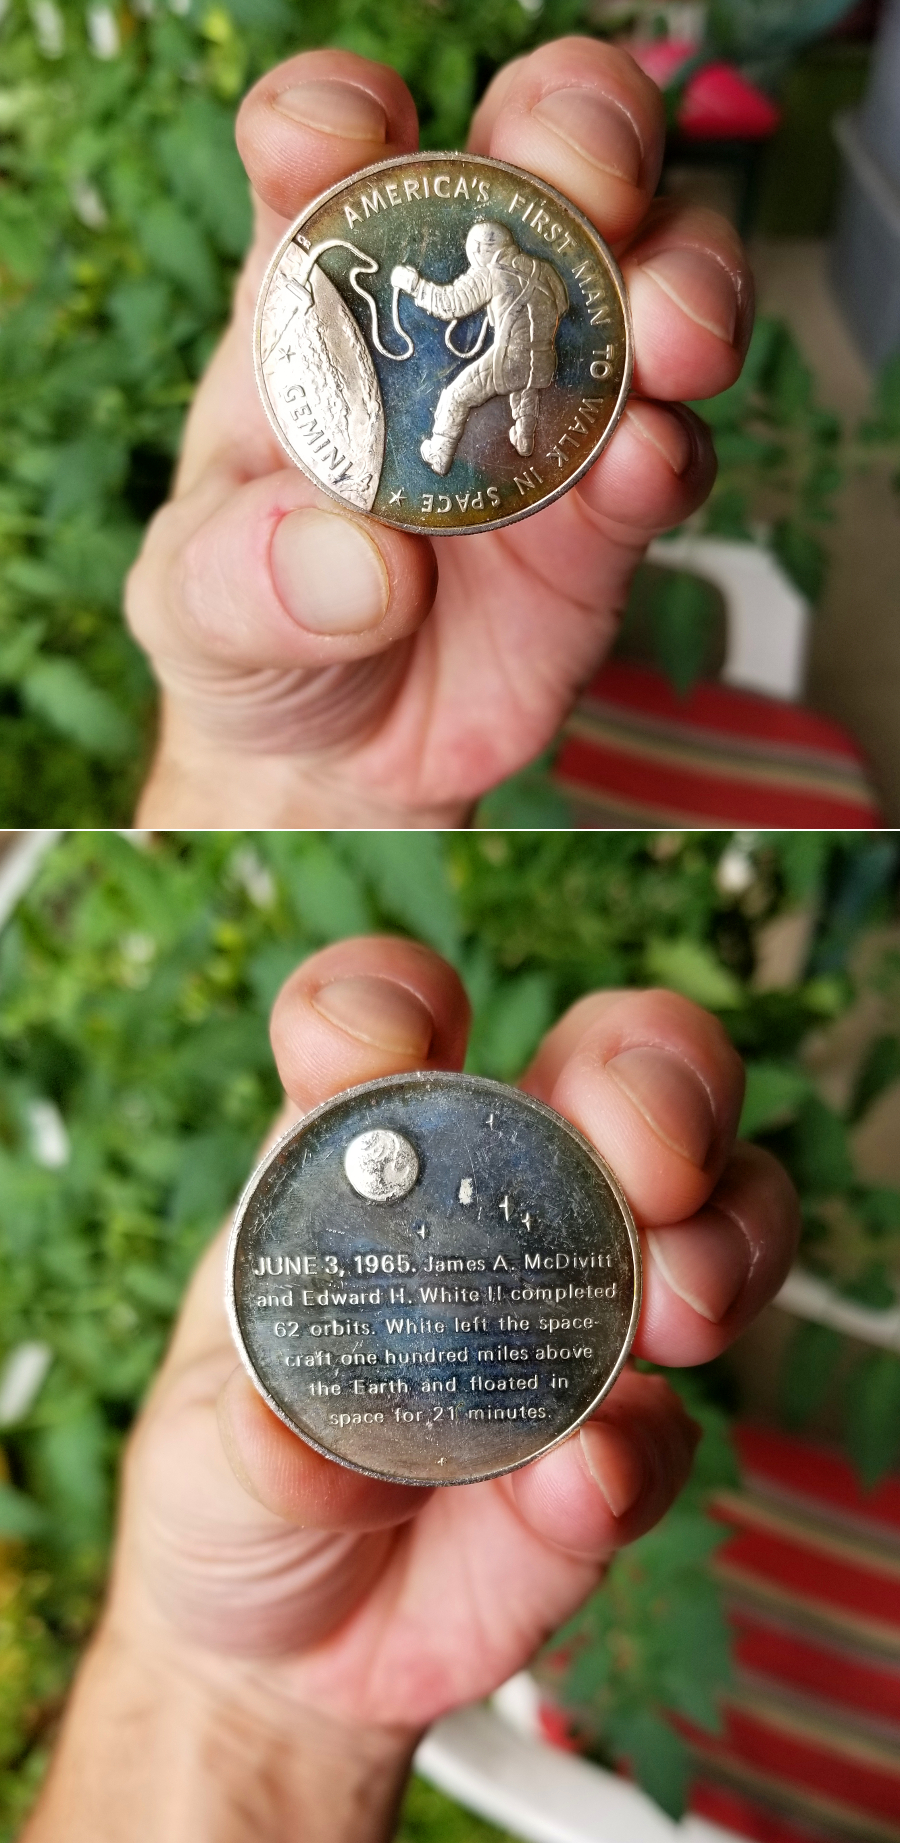 AMERICA'S FIRST MAN TO WALK IN SPACE
GEMINI 4
JUNE 3, 1965. James A. McDivitt
and Edward H. White II completed
62 orbits. White left the space-
craft one hundred miles above
the Earth and floated in
space for 21 minutes.